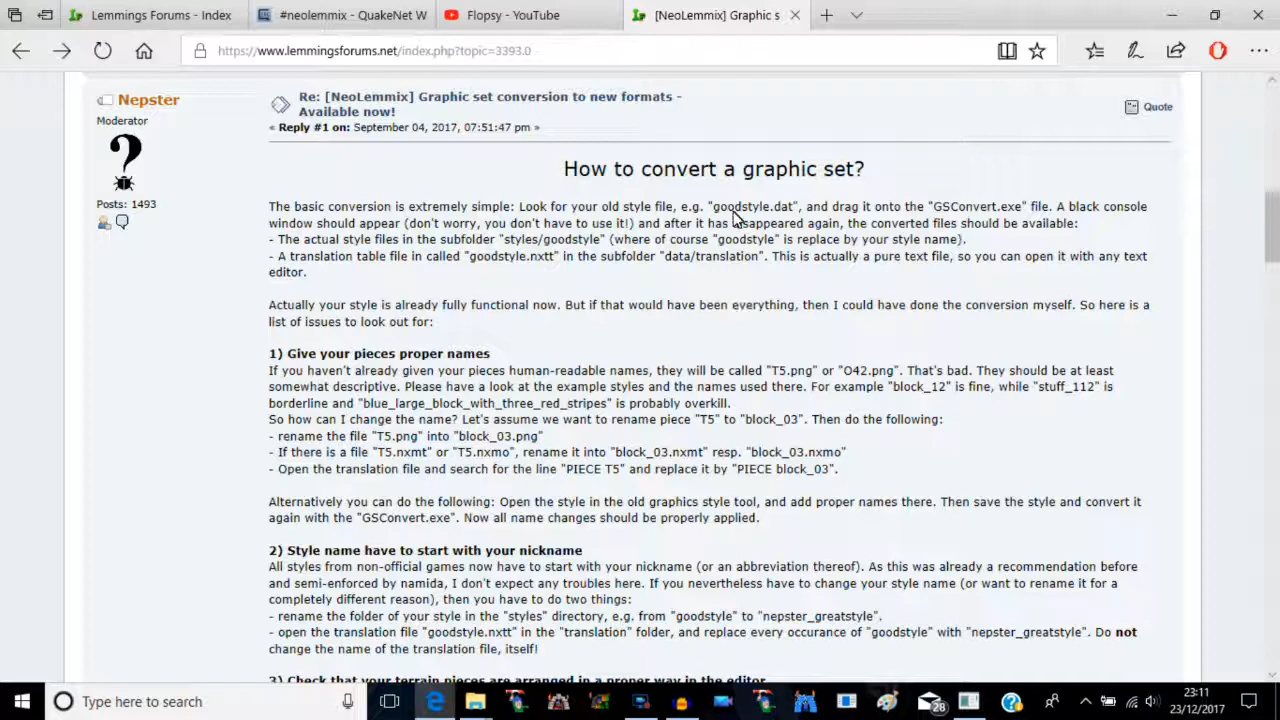 Lemmings Forums - Index
#neolemmix - QuakeNet W
Flopsy - YouTube
[NeoLemmix] Graphic s
https://www.lemmingsforums.net/index.php?topic=3393.0
Nepster
Moderator
Posts: 1493
Re: [NeoLemmix] Graphic set conversion to new formats -
Available now!
« Reply #1 on: September 04, 2017, 07:51:47 pm »
Quote
How to convert a graphic set?
The basic conversion is extremely simple: Look for your old style file, e.g. "goodstyle.dat", and drag it onto the "GSConvert.exe" file. A black console
window should appear (don't worry, you don't have to use it!) and after it has disappeared again, the converted files should be available:
- The actual style files in the subfolder "styles/goodstyle" (where of course "goodstyle" is replace by your style name).
- A translation table file in called "goodstyle.nxtt" in the subfolder "data/translation". This is actually a pure text file, so you can open it with any text
editor.
Actually your style is already fully functional now. But if that would have been everything, then I could have done the conversion myself. So here is a
list of issues to look out for:
1) Give your pieces proper names
If you haven't already given your pieces human-readable names, they will be called "T5.png" or "O42.png". That's bad. They should be at least
somewhat descriptive. Please have a look at the example styles and the names used there. For example "block_12" is fine, while "stuff_112" is
borderline and "blue_large_block_with_three_red_stripes" is probably overkill.
So how can I change the name? Let's assume we want to rename piece "T5" to "block_03". Then do the following:
- rename the file "T5.png" into "block_03.png"
- If there is a file "T5.nxmt" or "T5.nxmo", rename it into "block_03.nxmt" resp. "block_03.nxmo"
- Open the translation file and search for the line "PIECE T5" and replace it by "PIECE block_03".
Alternatively you can do the following: Open the style in the old graphics style tool, and add proper names there. Then save the style and convert it
again with the "GSConvert.exe". Now all name changes should be properly applied.
2) Style name have to start with your nickname
All styles from non-official games now have to start with your nickname (or an abbreviation thereof). As this was already a recommendation before
and semi-enforced by namida, I don't expect any troubles here. If you nevertheless have to change your style name (or want to rename it for a
completely different reason), then you have to do two things:
- rename the folder of your style in the "styles" directory, e.g. from "goodstyle" to "nepster_greatstyle".
- open the translation file "goodstyle.nxtt" in the "translation" folder, and replace every occurance of "goodstyle" with "nepster_greatstyle". Do not
change the name of the translation file, itself!
3) Check that your terrain pieces are arranged in a proper way in the editor
Type here to search
28
23:11
23/12/2017